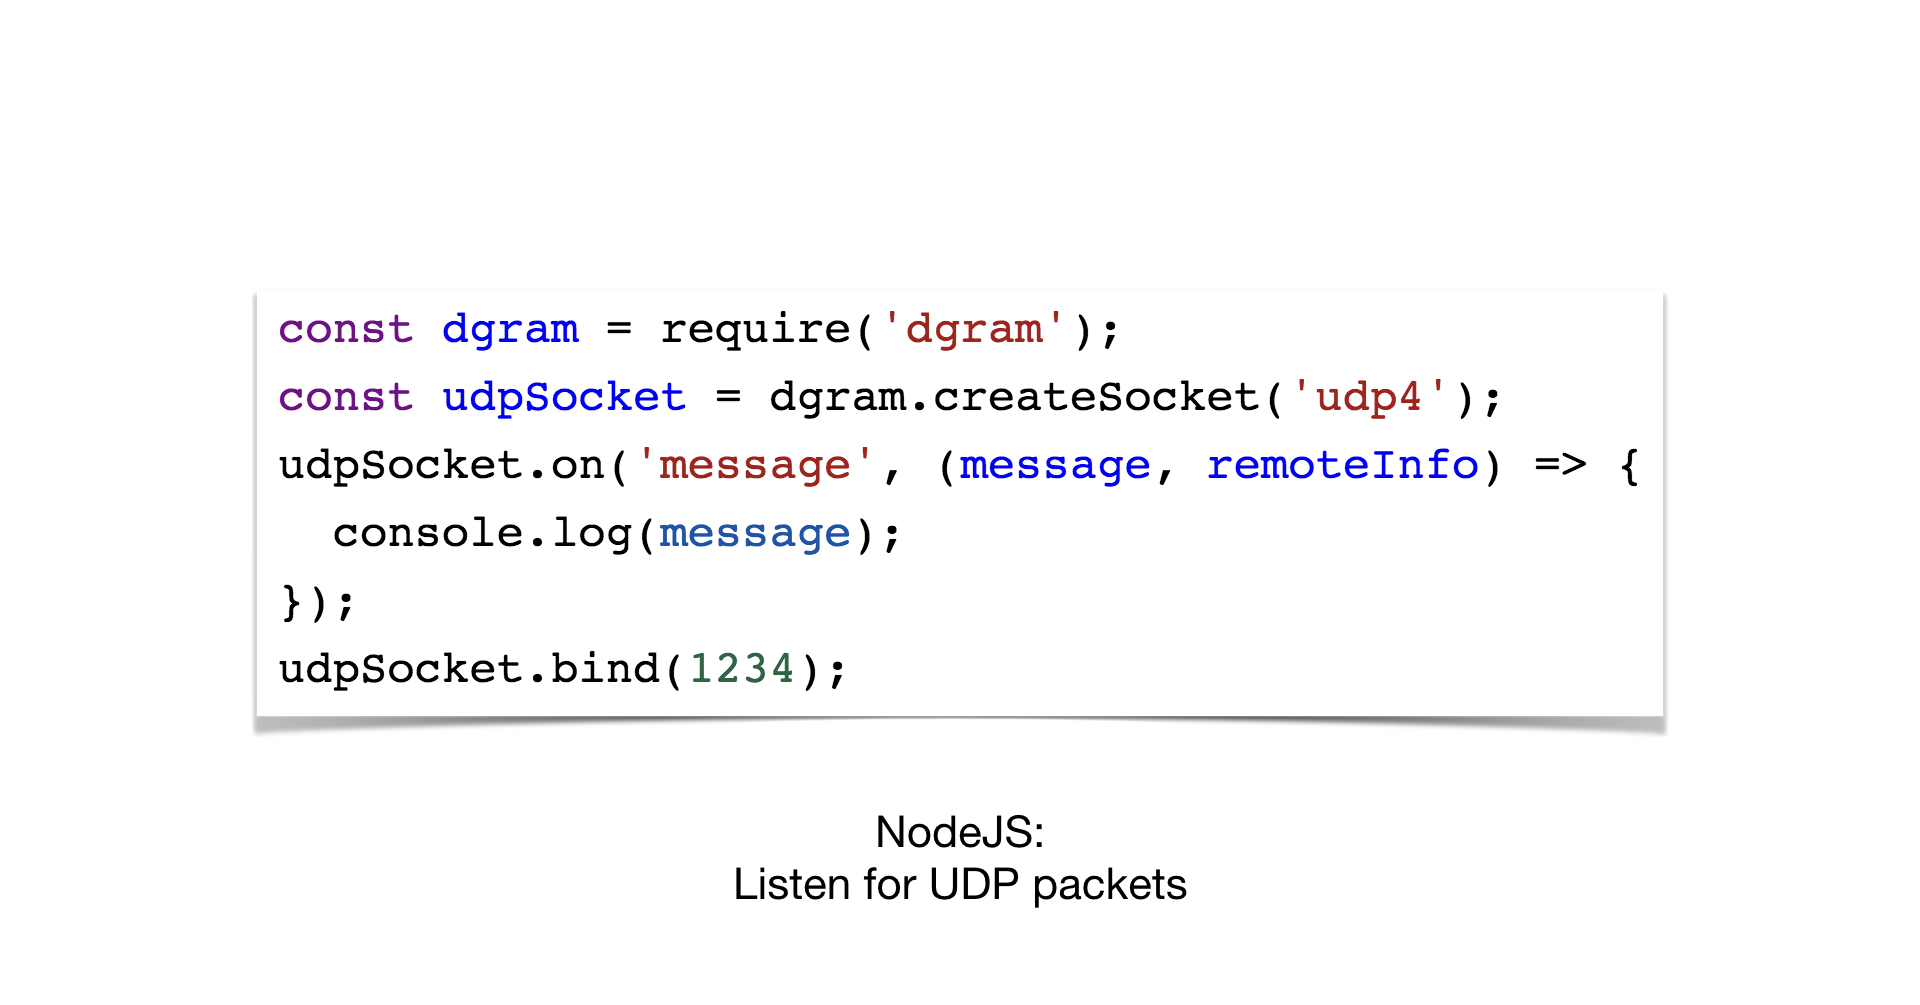 const dgram = require('dgram');
const udpSocket = dgram.createSocket('udp4');
udpSocket.on('message', (message, remoteInfo) => {
  console.log(message);
});
udpSocket.bind(1234);
NodeJS:
Listen for UDP packets